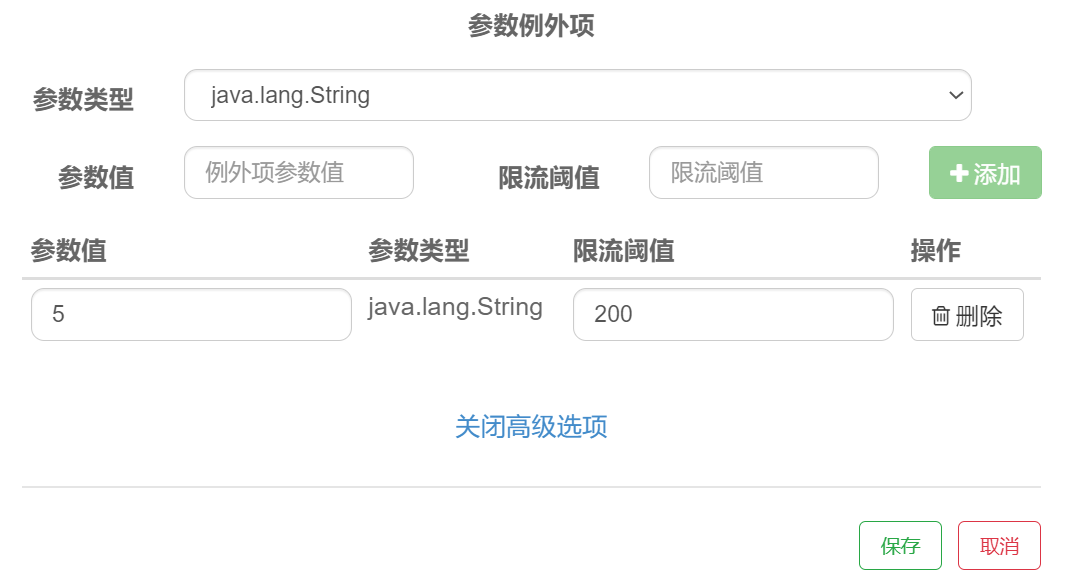 参数例外项
参数类型 java.lang.String
参数值 例外项参数值 限流阈值 限流阈值 添加
参数值 参数类型 限流阈值 操作
5 java.lang.String 200 删除
关闭高级选项
保存 取消